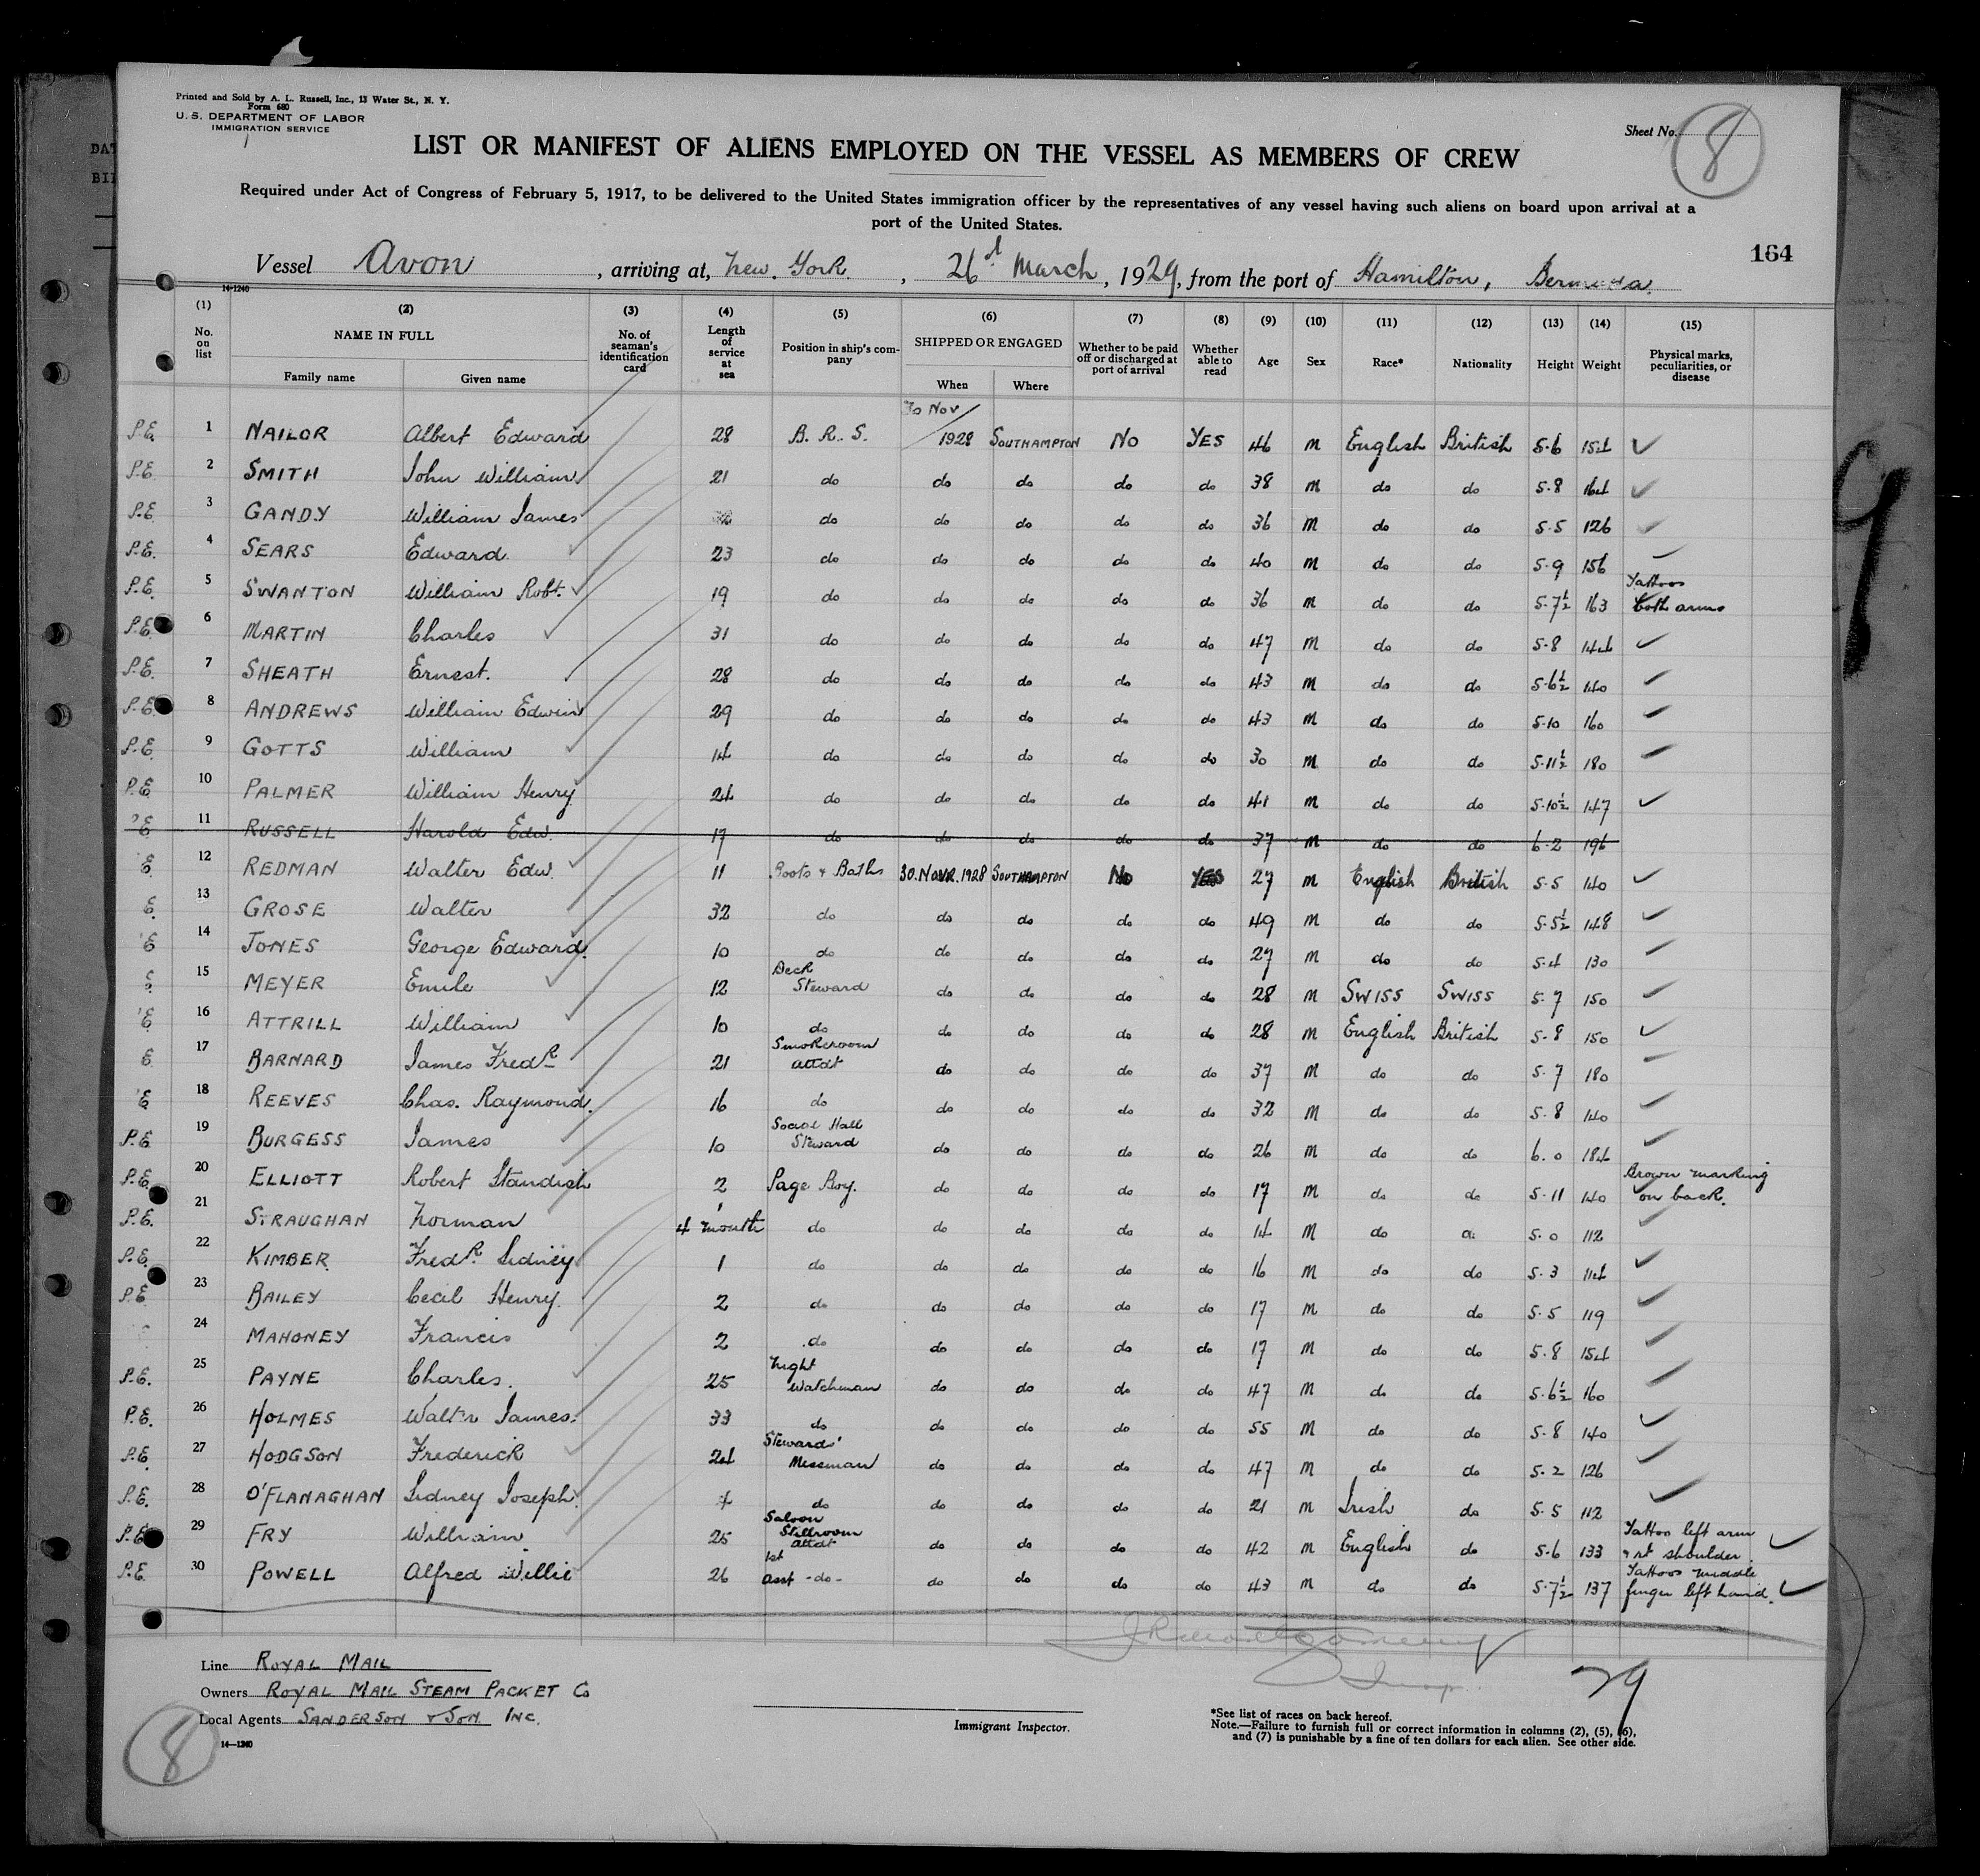 Printed and Sold by A. L. Russell, Inc., 13 Water St., N. Y.
Form 680
U. S. DEPARTMENT OF LABOR
IMMIGRATION SERVICE
Sheet No. 8
LIST OR MANIFEST OF ALIENS EMPLOYED ON THE VESSEL AS MEMBERS OF CREW
Required under Act of Congress of February 5, 1917, to be delivered to the United States immigration officer by the representatives of any vessel having such aliens on board upon arrival at a
port of the United States.
164
Vessel Avon, arriving at, New York, 26d March, 1929, from the port of Hamilton, Bermuda.
14-1240
(1) No. on list (2) NAME IN FULL Family name Given name (3) No. of seaman's identification card (4) Length of service at sea (5) Position in ship's company (6) SHIPPED OR ENGAGED When Where (7) Whether to be paid off or discharged at port of arrival (8) Whether able to read (9) Age (10) Sex (11) Race* (12) Nationality (13) Height (14) Weight (15) Physical marks, peculiarities, or disease
P.E. 1 NAILOR Albert Edward 28 B. R. S. 30 Nov / 1928 SOUTHAMPTON No YES 46 M English British 5-6 154
P.E. 2 SMITH John William 21 do do do do do 38 M do do 5-8 164
P.E. 3 GANDY William James do do do do do 36 M do do 5-5 126
P.E. 4 SEARS Edward 23 do do do do do 40 M do do 5-9 156
P.E. 5 SWANTON William Robt. 19 do do do do do 36 M do do 5-7½ 163 Tattoos both arms
P.E. 6 MARTIN Charles 31 do do do do do 47 M do do 5-8 144
P.E. 7 SHEATH Ernest. 28 do do do do do 43 M do do 5-6½ 140
P.E. 8 ANDREWS William Edwin 29 do do do do do 43 M do do 5-10 160
P.E. 9 GOTTS William 14 do do do do do 30 M do do 5-11½ 180
P.E. 10 PALMER William Henry 24 do do do do do 41 M do do 5-10½ 147
E 11 RUSSELL Harold Edw. 17 do do do do do 37 M do do 6-2 196
E 12 REDMAN Walter Edw. 11 Boots & Baths 30. NOVR. 1928 SOUTHAMPTON No YES 27 M English British 5-5 140
E. 13 GROSE Walter 32 do do do do do 49 M do do 5-5½ 148
E 14 JONES George Edward. 10 do do do do do 27 M do do 5-4 130
E. 15 MEYER Emile 12 Deck Steward do do do do 28 M SWISS SWISS 5-7 150
E 16 ATTRILL William 10 do do do do do 28 M English British 5-8 150
E 17 BARNARD James Fredk 21 Smokeroom attdt do do do do 37 M do do 5-7 180
E 18 REEVES Chas. Raymond. 16 do do do do do 32 M do do 5-8 140
P.E. 19 BURGESS James 10 Social Hall Steward do do do do 26 M do do 6.0 184
P.E. 20 ELLIOTT Robert Standish 2 Page Boy. do do do do 17 M do do 5-11 140 Brown marking on back.
P.E. 21 STRAUGHAN Norman 4 month do do do do do 14 M do 5.0 112
P.E. 22 KIMBER Fredk. Sidney 1 do do do do do 16 M do do 5-3 114
P.E 23 BAILEY Cecil Henry. 2 do do do do do 17 M do do 5-5 119
24 MAHONEY Francis 2 do do do do do 17 M do do 5.8 154
P.E. 25 PAYNE Charles. 25 Night Watchman do do do do 47 M do do 5-6½ 160
P.E. 26 HOLMES Walter James. 33 do do do do do 55 M do do 5-8 140
P.E. 27 HODGSON Frederick 24 Stewards' Messman do do do do 47 M do do 5-2 126
P.E. 28 O'FLANAGHAN Sidney Joseph. 4 do do do do do 21 M Irish do 5-5 112
P.E 29 FRY William 25 Saloon Stillroom attdt do do do do 42 M English do 5-6 133 Tattoo left arm & rt shoulder.
P.E. 30 POWELL Alfred Willie 26 1st asst -do- do do do do 43 M do do 5-7½ 137 Tattoos middle finger left hand.
Line ROYAL MAIL
Owners ROYAL MAIL STEAM PACKET Co
Local Agents SANDERSON & SON. INC.
8
14—1240
Immigrant Inspector.
29
*See list of races on back hereof.
Note.—Failure to furnish full or correct information in columns (2), (5), (6),
and (7) is punishable by a fine of ten dollars for each alien. See other side.